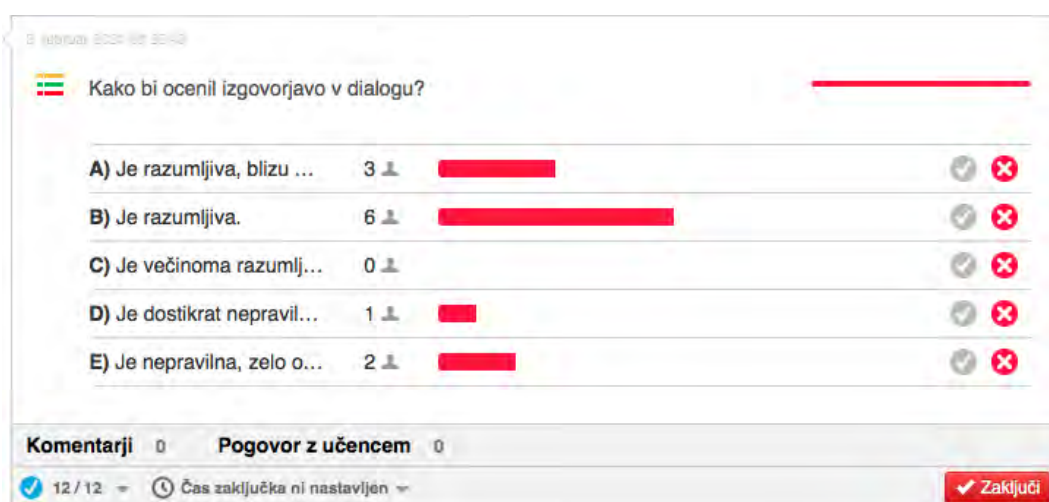 Kako bi ocenil izgovorjavo v dialogu?
A) Je razumljiva, blizu ... 3
B) Je razumljiva. 6
C) Je večinoma razumlj... 0
D) Je dostikrat nepravil... 1
E) Je nepravilna, zelo o... 2
Komentarji 0 Pogovor z učencem 0
12/12 Čas zaključka ni nastavljen Zaključi